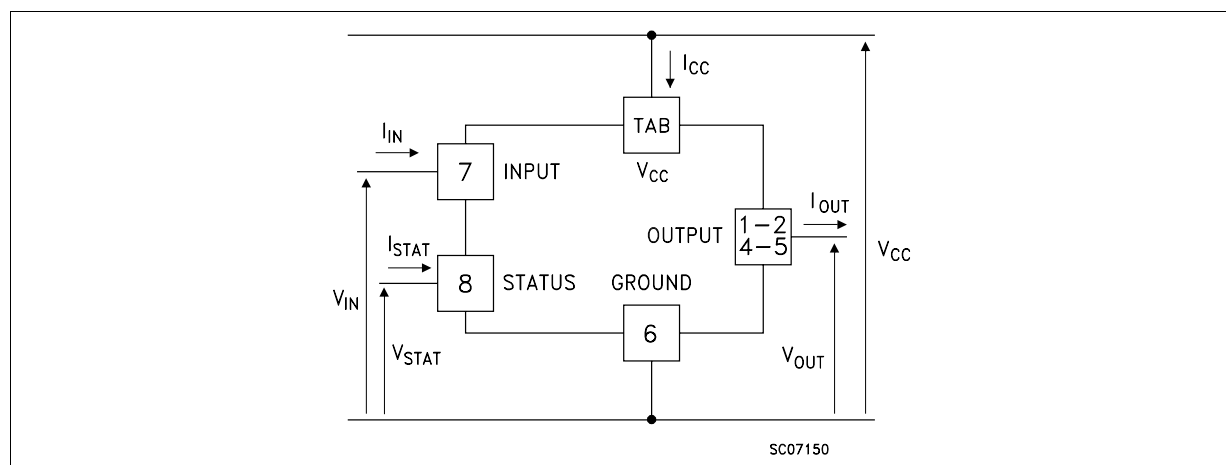 I_CC
TAB
V_CC
I_IN
7 INPUT
I_OUT
1-2
4-5
OUTPUT
V_CC
I_STAT
8 STATUS
GROUND
6
V_IN
V_STAT
V_OUT
SC07150